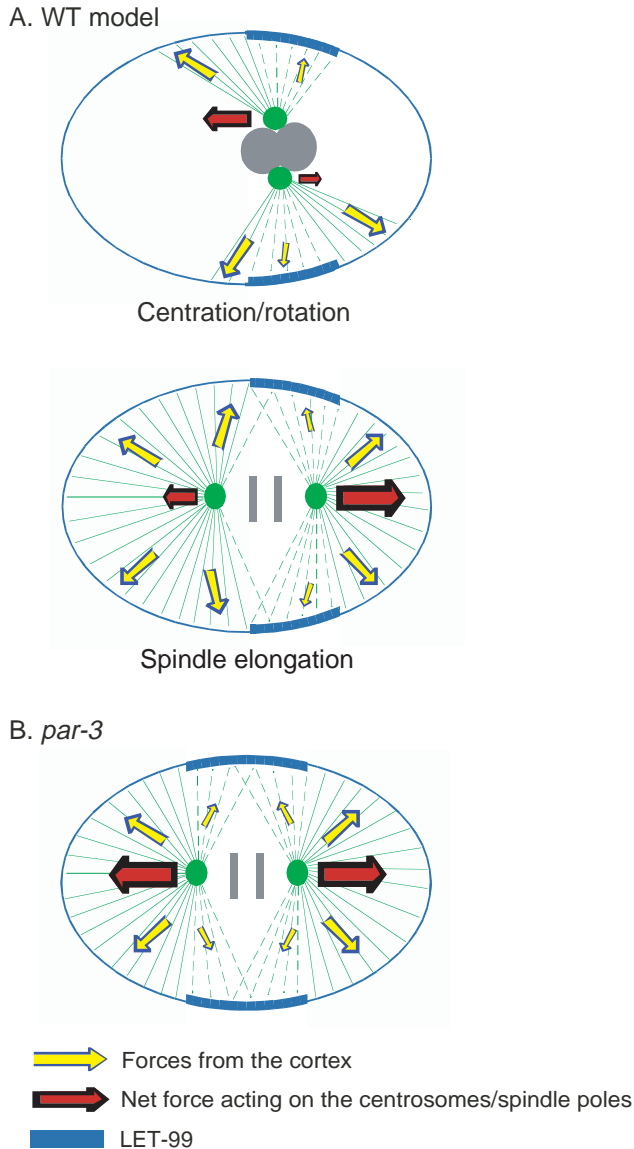 A. WT model
Centration/rotation
Spindle elongation
B. par-3
Forces from the cortex
Net force acting on the centrosomes/spindle poles
LET-99